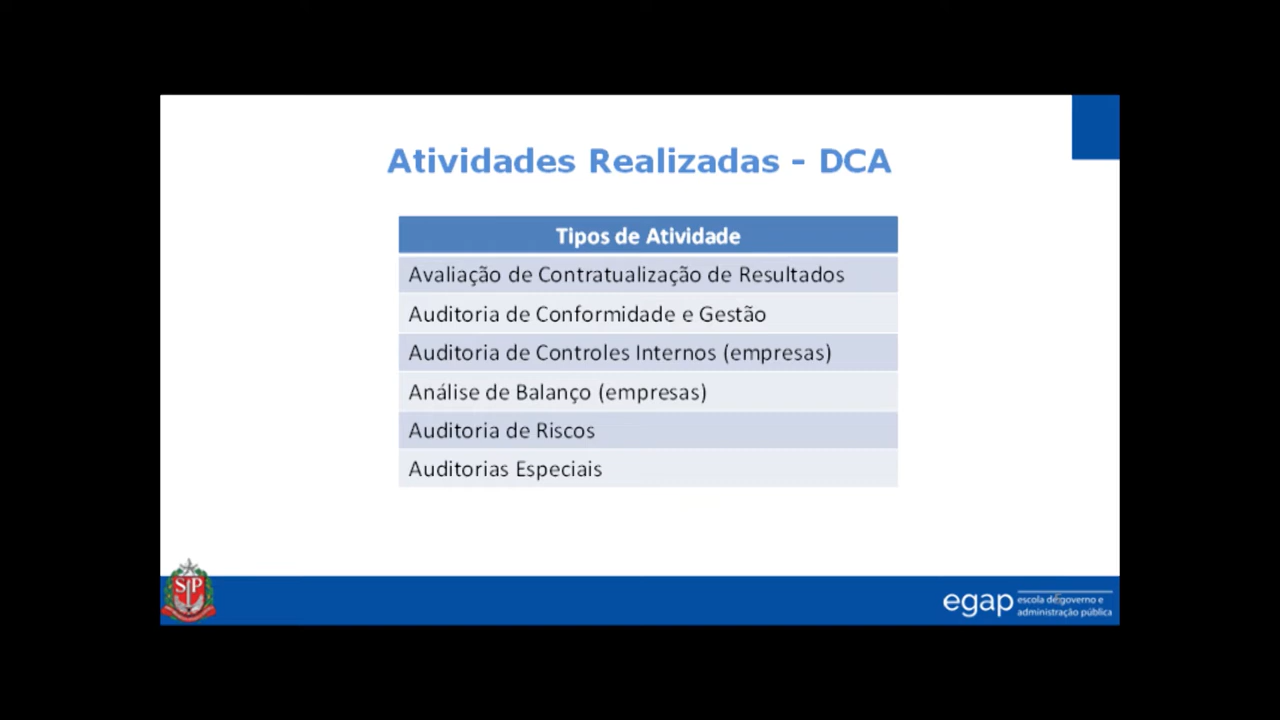 Atividades Realizadas - DCA
Tipos de Atividade
Avaliação de Contratualização de Resultados
Auditoria de Conformidade e Gestão
Auditoria de Controles Internos (empresas)
Análise de Balanço (empresas)
Auditoria de Riscos
Auditorias Especiais
SP
egap
escola de governo e
administração pública